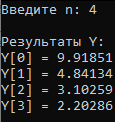 Введите n: 4
Результаты Y:
Y[0] = 9.91851
Y[1] = 4.84134
Y[2] = 3.10259
Y[3] = 2.20286